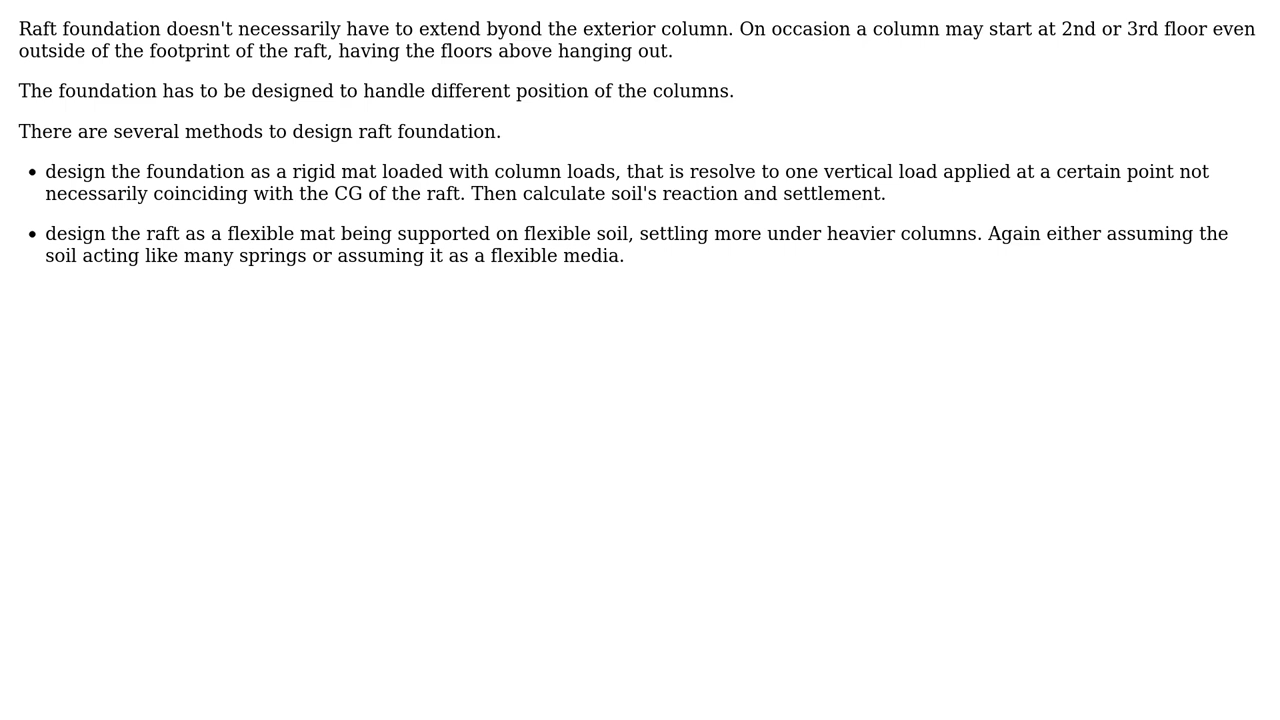 Raft foundation doesn't necessarily have to extend byond the exterior column. On occasion a column may start at 2nd or 3rd floor even
outside of the footprint of the raft, having the floors above hanging out.
The foundation has to be designed to handle different position of the columns.
There are several methods to design raft foundation.
• design the foundation as a rigid mat loaded with column loads, that is resolve to one vertical load applied at a certain point not
necessarily coinciding with the CG of the raft. Then calculate soil's reaction and settlement.
• design the raft as a flexible mat being supported on flexible soil, settling more under heavier columns. Again either assuming the
soil acting like many springs or assuming it as a flexible media.